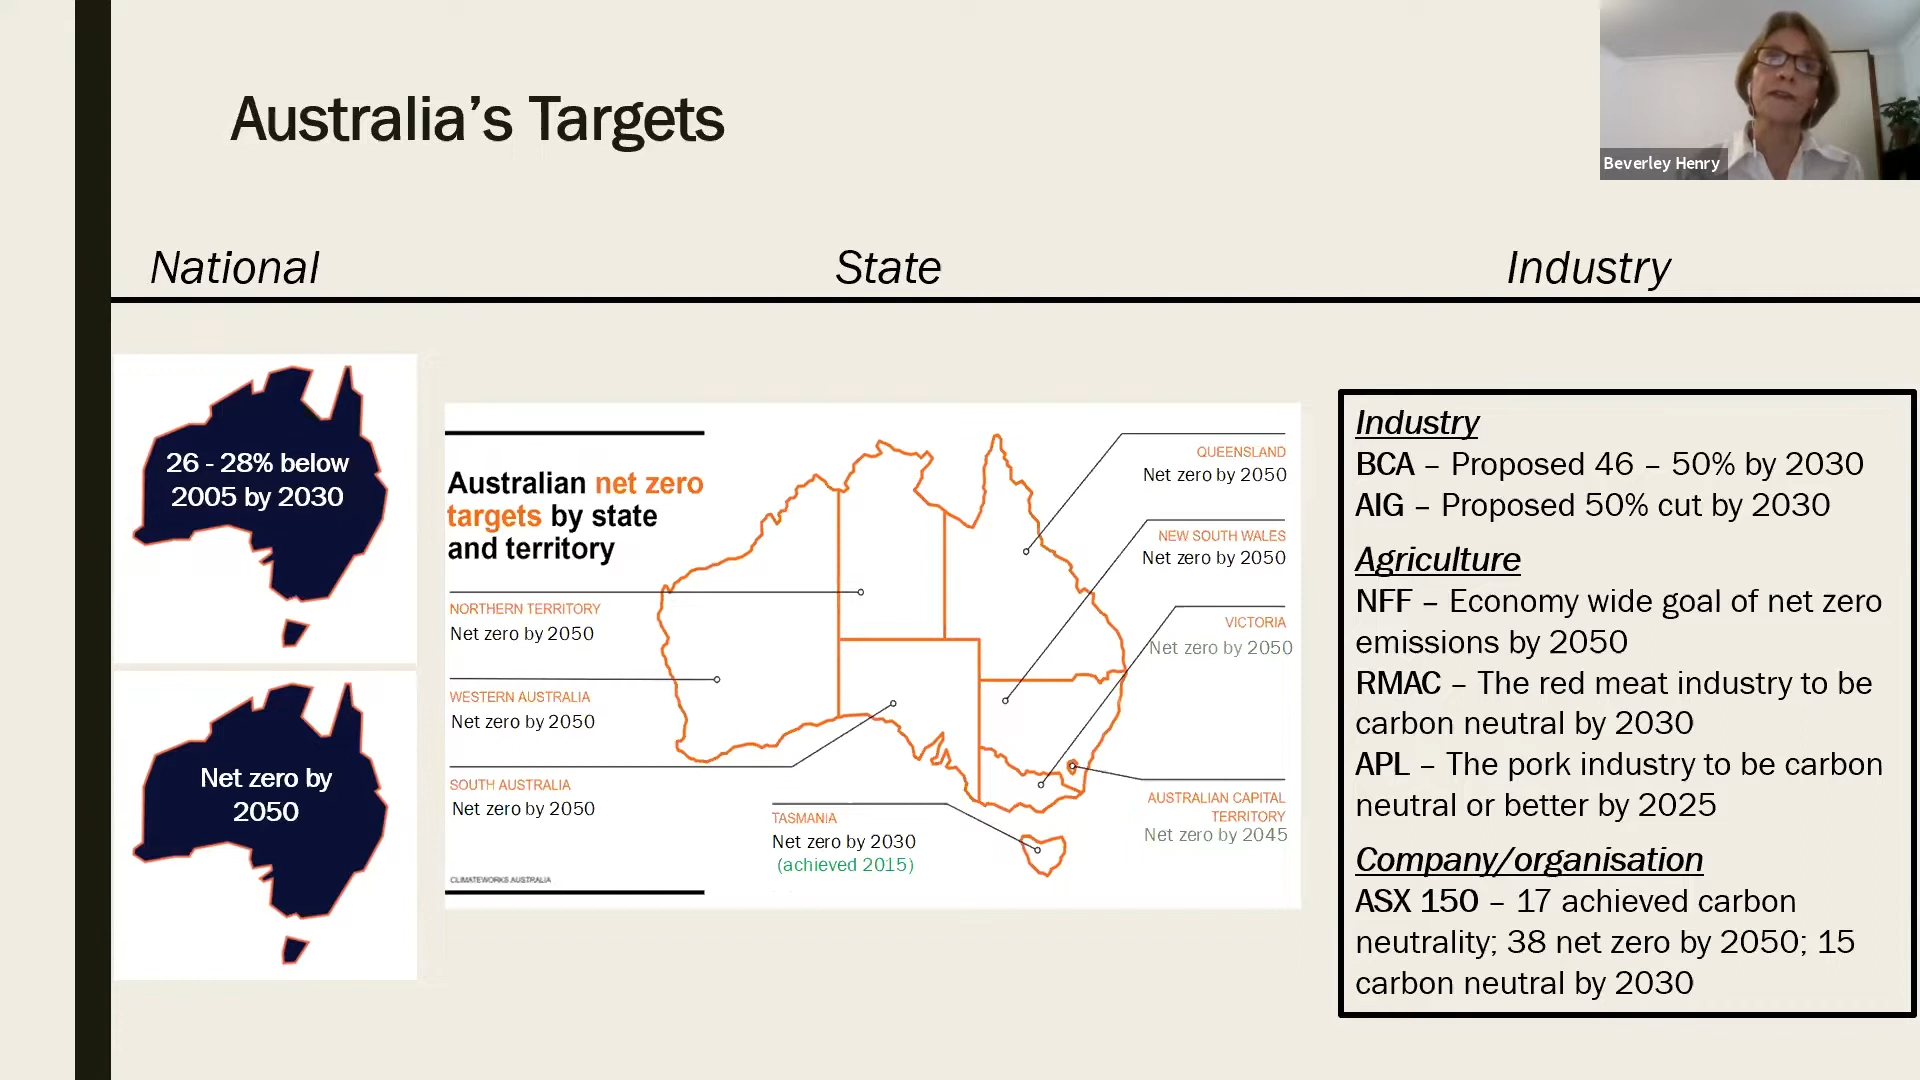 Australia's Targets
Beverley Henry
National
State
Industry
26 - 28% below
2005 by 2030
Net zero by
2050
Australian net zero
targets by state
and territory
NORTHERN TERRITORY
Net zero by 2050
WESTERN AUSTRALIA
Net zero by 2050
SOUTH AUSTRALIA
Net zero by 2050
CLIMATEWORKS AUSTRALIA
TASMANIA
Net zero by 2030
(achieved 2015)
QUEENSLAND
Net zero by 2050
NEW SOUTH WALES
Net zero by 2050
VICTORIA
Net zero by 2050
AUSTRALIAN CAPITAL
TERRITORY
Net zero by 2045
Industry
BCA – Proposed 46 – 50% by 2030
AIG – Proposed 50% cut by 2030
Agriculture
NFF – Economy wide goal of net zero
emissions by 2050
RMAC – The red meat industry to be
carbon neutral by 2030
APL – The pork industry to be carbon
neutral or better by 2025
Company/organisation
ASX 150 – 17 achieved carbon
neutrality; 38 net zero by 2050; 15
carbon neutral by 2030